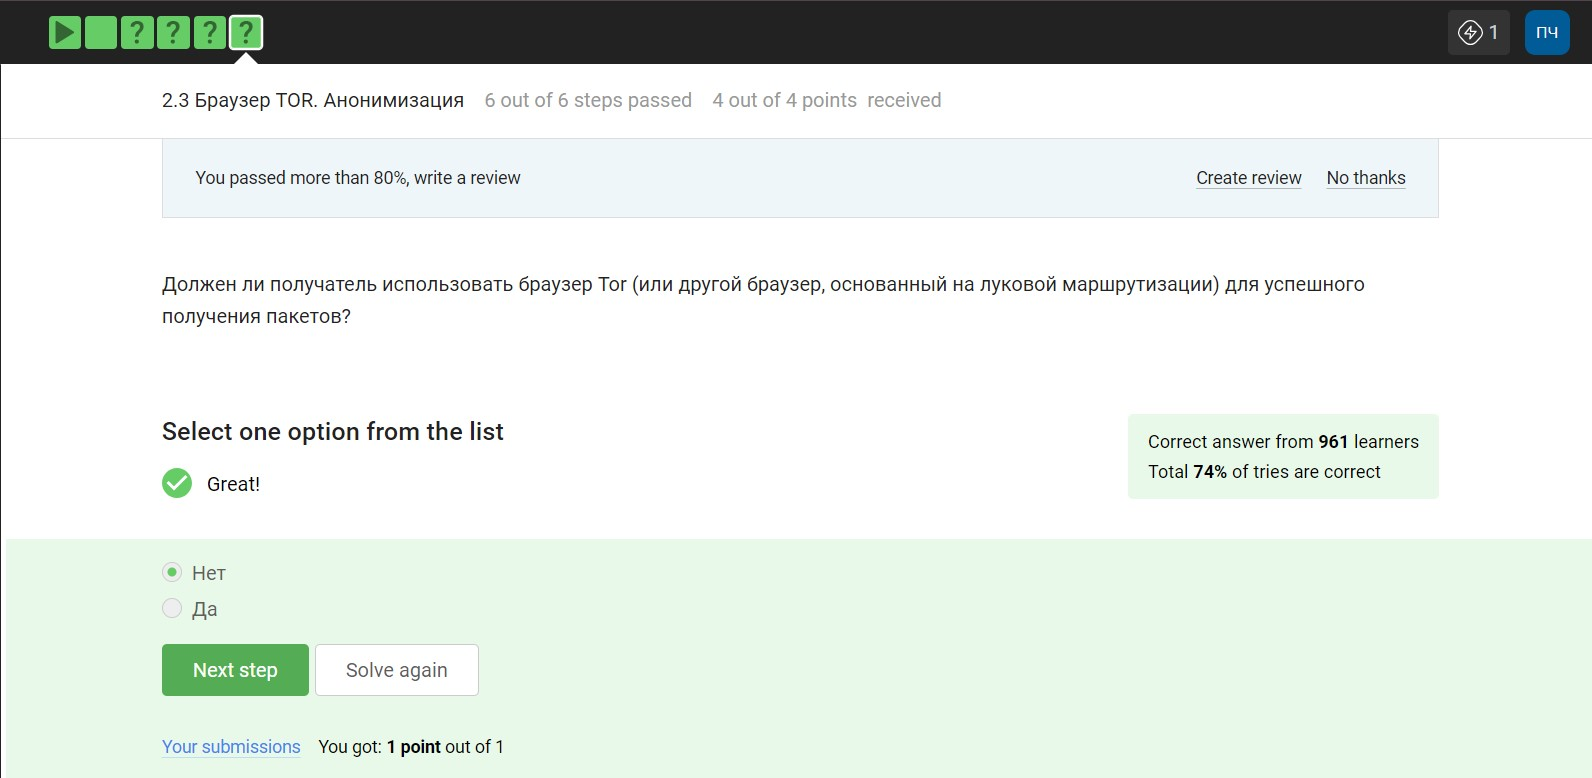 ? ? ? ?
1
ПЧ
2.3 Браузер TOR. Анонимизация 6 out of 6 steps passed 4 out of 4 points received
You passed more than 80%, write a review Create review No thanks
Должен ли получатель использовать браузер Tor (или другой браузер, основанный на луковой маршрутизации) для успешного
получения пакетов?
Select one option from the list
Great!
Correct answer from 961 learners
Total 74% of tries are correct
Нет
Да
Next step Solve again
Your submissions You got: 1 point out of 1